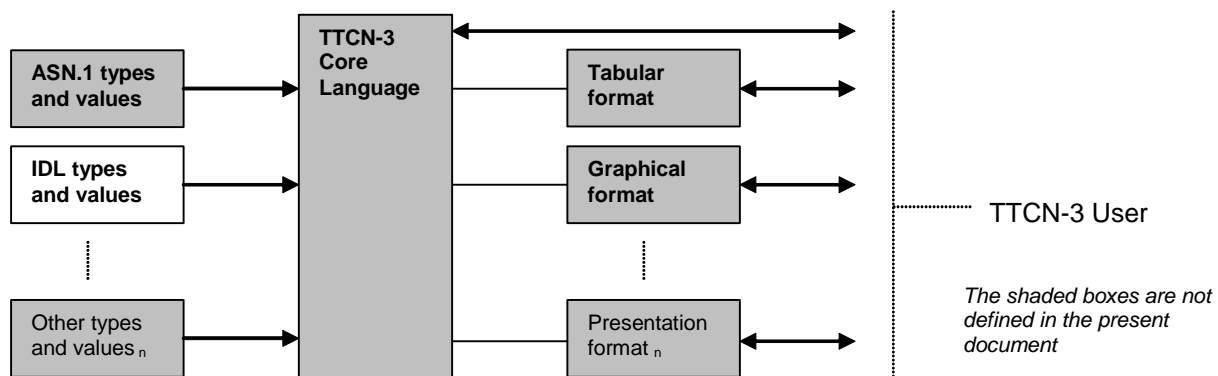 ASN.1 types
and values
IDL types
and values
Other types
and values n
TTCN-3
Core
Language
Tabular
format
Graphical
format
Presentation
format n
TTCN-3 User
The shaded boxes are not
defined in the present
document